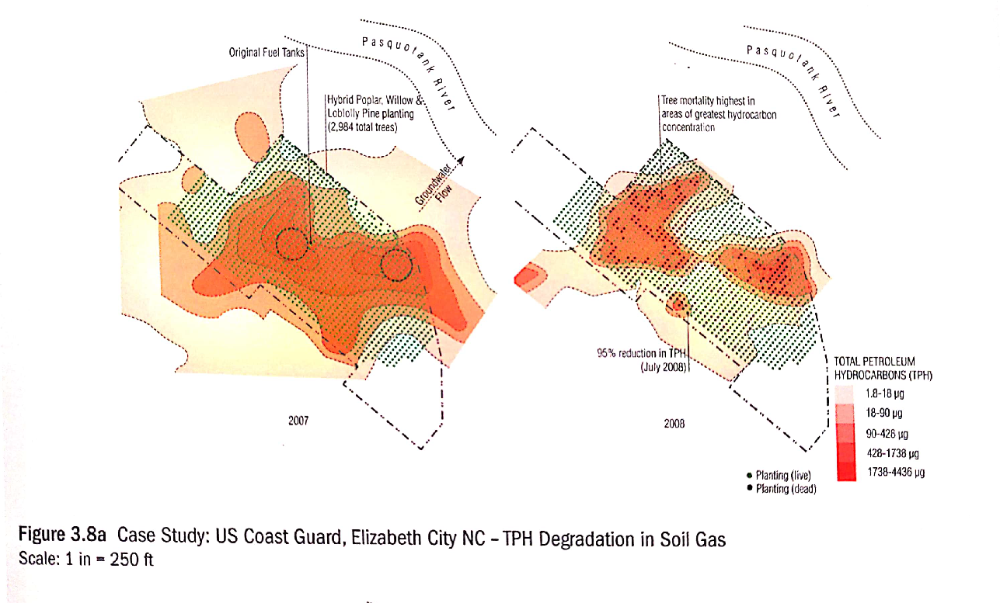 Pasquotank River
Original Fuel Tanks
Hybrid Poplar, Willow &
Loblolly Pine planting
(2,984 total trees)
Groundwater
Flow
2007
Pasquotank River
Tree mortality highest in
areas of greatest hydrocarbon
concentration
95% reduction in TPH
(July 2008)
2008
TOTAL PETROLEUM
HYDROCARBONS (TPH)
1.8-18 µg
18-90 µg
90-428 µg
428-1738 µg
1738-4436 µg
Planting (live)
Planting (dead)
Figure 3.8a Case Study: US Coast Guard, Elizabeth City NC – TPH Degradation in Soil Gas
Scale: 1 in = 250 ft